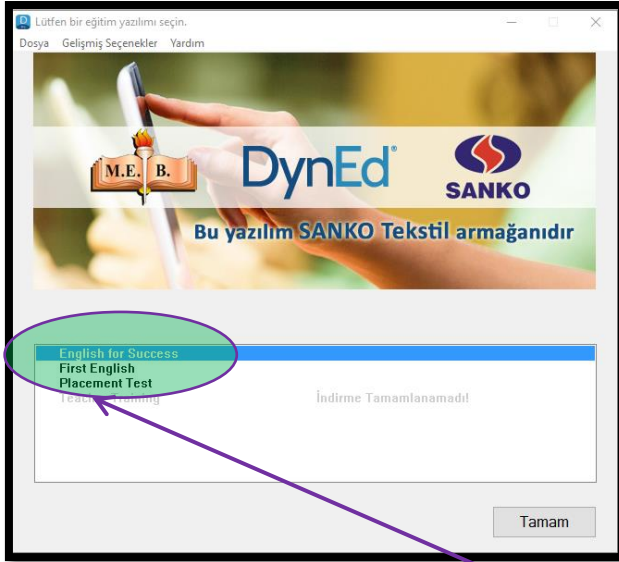 Lütfen bir eğitim yazılımı seçin.
Dosya Gelişmiş Seçenekler Yardım
M.E. B. DynEd SANKO
Bu yazılım SANKO Tekstil armağanıdır
English for Success
First English
Placement Test
Teacher Training İndirme Tamamlanamadı!
Tamam